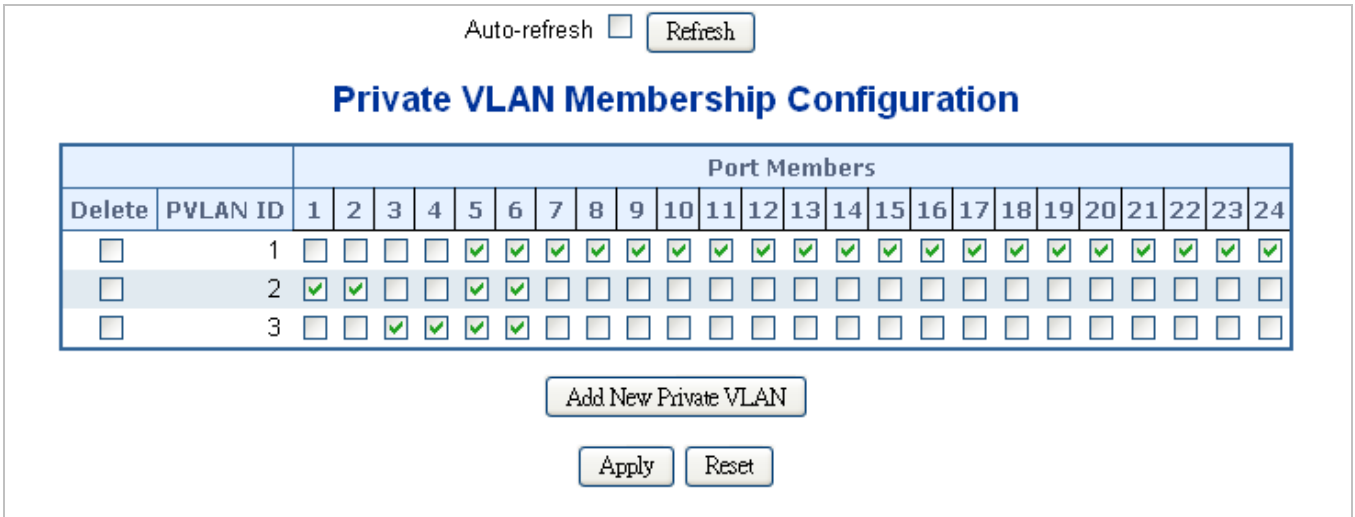 Auto-refresh Refresh
Private VLAN Membership Configuration
Port Members
Delete PVLAN ID 1 2 3 4 5 6 7 8 9 10 11 12 13 14 15 16 17 18 19 20 21 22 23 24
1
2
3
Add New Private VLAN
Apply Reset